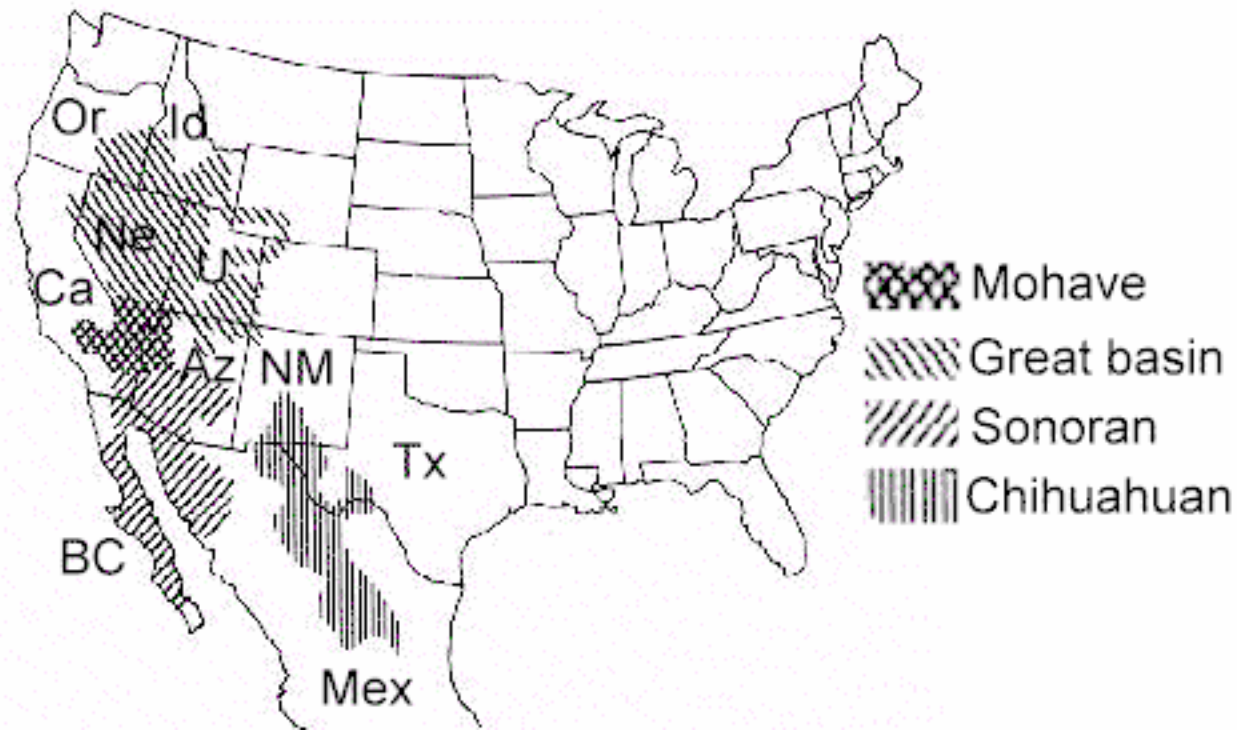 Or
Id
Ne
U
Ca
Az
NM
Tx
BC
Mex
Mohave
Great basin
Sonoran
Chihuahuan